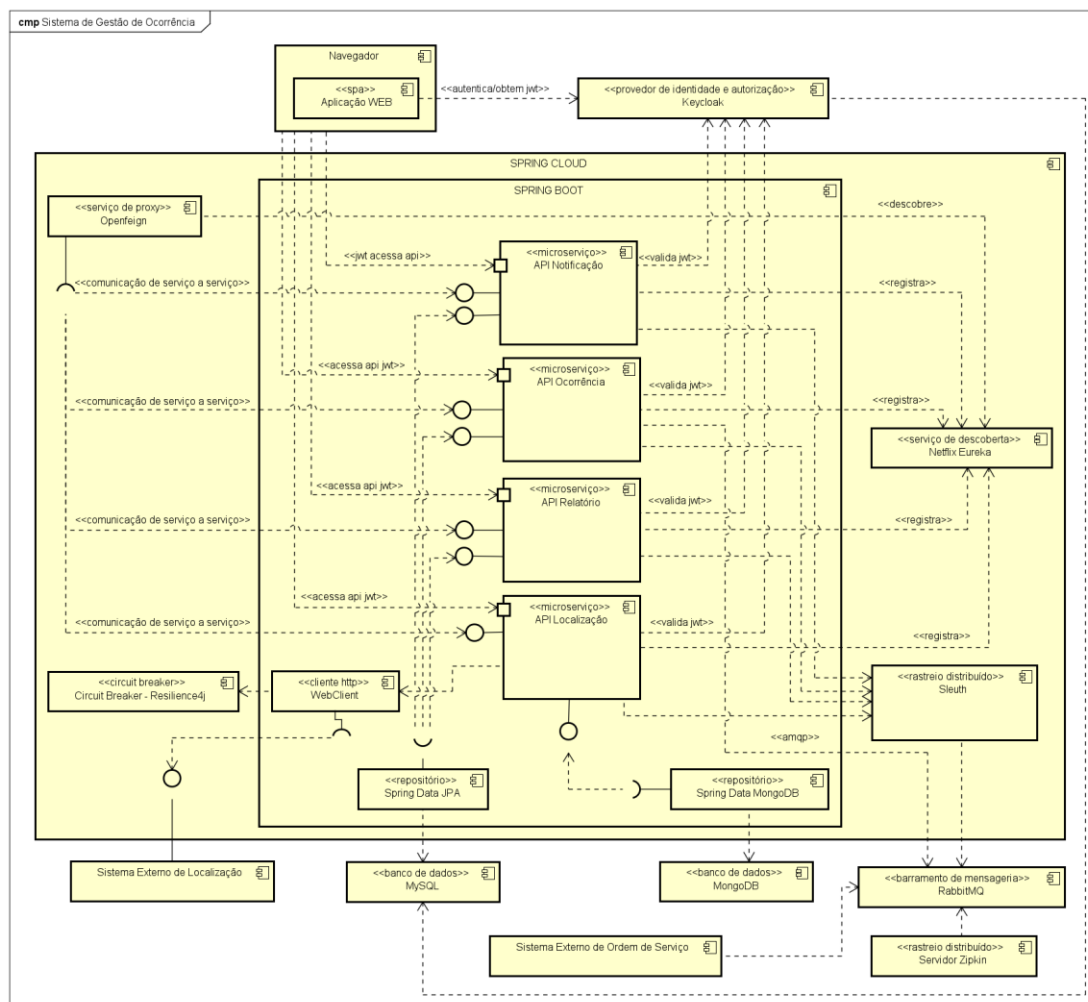 cmp Sistema de Gestão de Ocorrência
Navegador
<<spa>>
Aplicação WEB
<<autentica/obtem jwt>>
<<provedor de identidade e autorização>>
Keycloak
SPRING CLOUD
SPRING BOOT
<<serviço de proxy>>
Openfeign
<<descobre>>
<<jwt acessa api>>
<<microserviço>>
API Notificação
<<valida jwt>>
<<comunicação de serviço a serviço>>
<<registra>>
<<acessa api jwt>>
<<microserviço>>
API Ocorrência
<<valida jwt>>
<<comunicação de serviço a serviço>>
<<registra>>
<<serviço de descoberta>>
Netflix Eureka
<<acessa api jwt>>
<<microserviço>>
API Relatório
<<valida jwt>>
<<comunicação de serviço a serviço>>
<<registra>>
<<acessa api jwt>>
<<microserviço>>
API Localização
<<valida jwt>>
<<comunicação de serviço a serviço>>
<<registra>>
<<circuit breaker>>
Circuit Breaker - Resilience4j
<<cliente http>>
WebClient
<<rastreio distribuído>>
Sleuth
<<amqp>>
<<repositório>>
Spring Data JPA
<<repositório>>
Spring Data MongoDB
Sistema Externo de Localização
<<banco de dados>>
MySQL
<<banco de dados>>
MongoDB
<<barramento de mensageria>>
RabbitMQ
Sistema Externo de Ordem de Serviço
<<rastreio distribuído>>
Servidor Zipkin